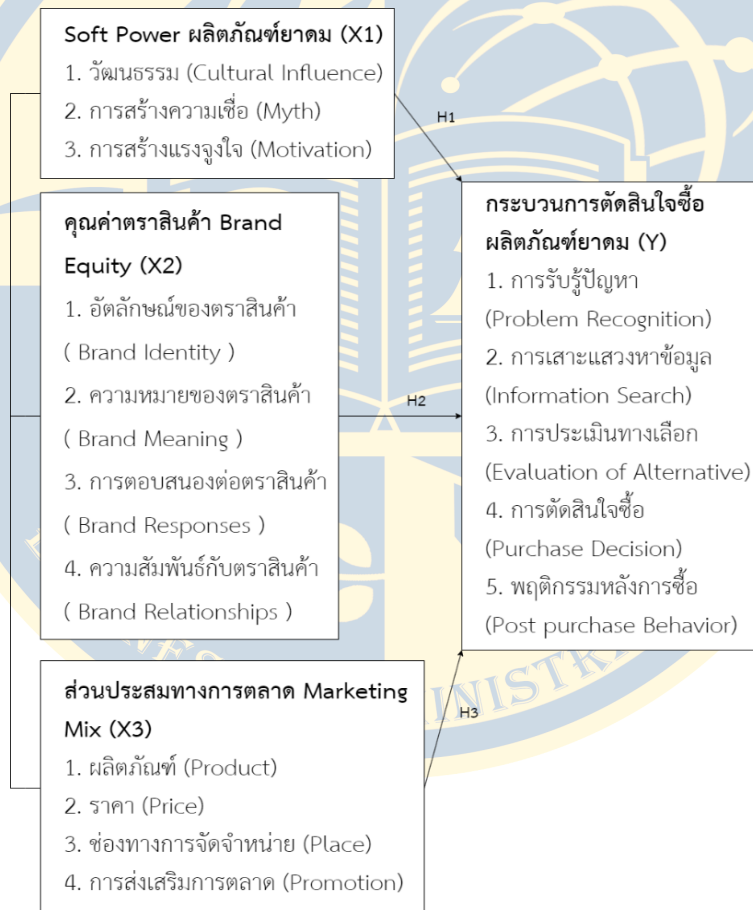 Soft Power ผลิตภัณฑ์ยาดม (X1)
1. วัฒนธรรม (Cultural Influence)
2. การสร้างความเชื่อ (Myth)
3. การสร้างแรงจูงใจ (Motivation)
H1
คุณค่าตราสินค้า Brand
Equity (X2)
1. อัตลักษณ์ของตราสินค้า
( Brand Identity )
2. ความหมายของตราสินค้า
( Brand Meaning )
3. การตอบสนองต่อตราสินค้า
( Brand Responses )
4. ความสัมพันธ์กับตราสินค้า
( Brand Relationships )
H2
กระบวนการตัดสินใจซื้อ
ผลิตภัณฑ์ยาดม (Y)
1. การรับรู้ปัญหา
(Problem Recognition)
2. การเสาะแสวงหาข้อมูล
(Information Search)
3. การประเมินทางเลือก
(Evaluation of Alternative)
4. การตัดสินใจซื้อ
(Purchase Decision)
5. พฤติกรรมหลังการซื้อ
(Post purchase Behavior)
ส่วนประสมทางการตลาด Marketing
Mix (X3)
1. ผลิตภัณฑ์ (Product)
2. ราคา (Price)
3. ช่องทางการจัดจำหน่าย (Place)
4. การส่งเสริมการตลาด (Promotion)
H3